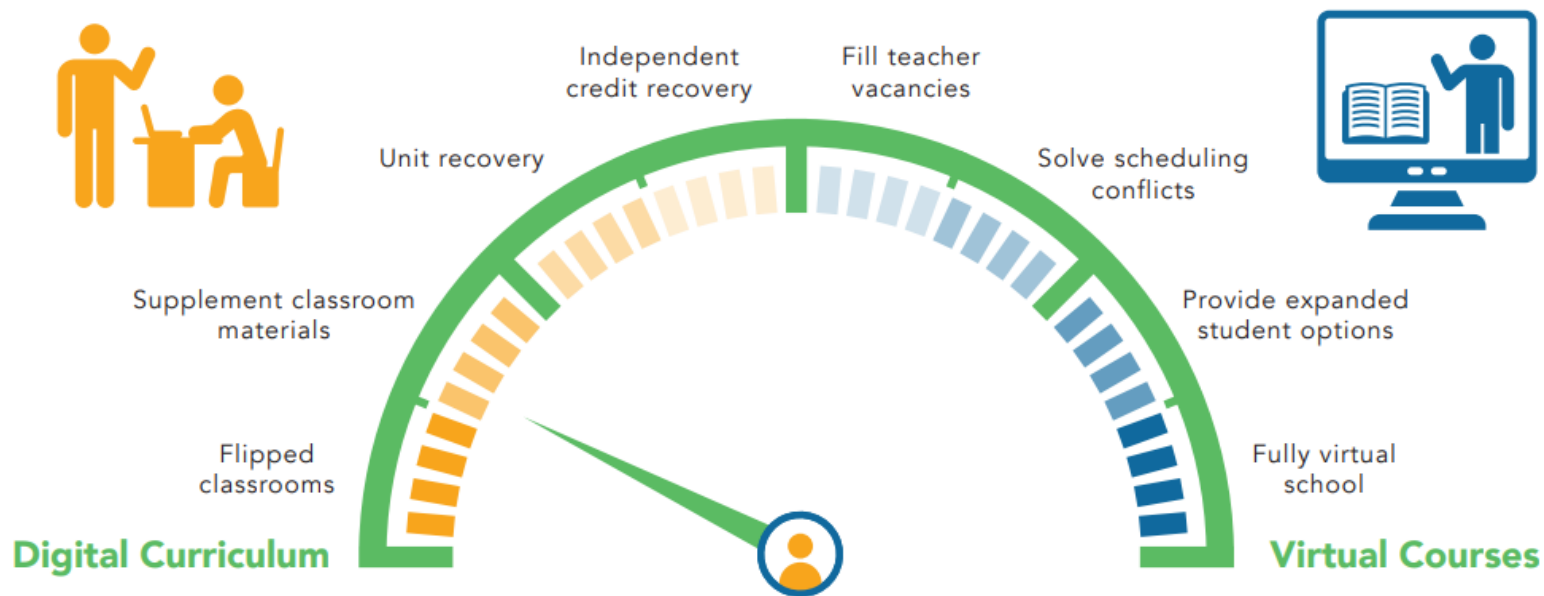 Independent
credit recovery
Fill teacher
vacancies
Unit recovery
Solve scheduling
conflicts
Supplement classroom
materials
Provide expanded
student options
Flipped
classrooms
Fully virtual
school
Digital Curriculum
Virtual Courses